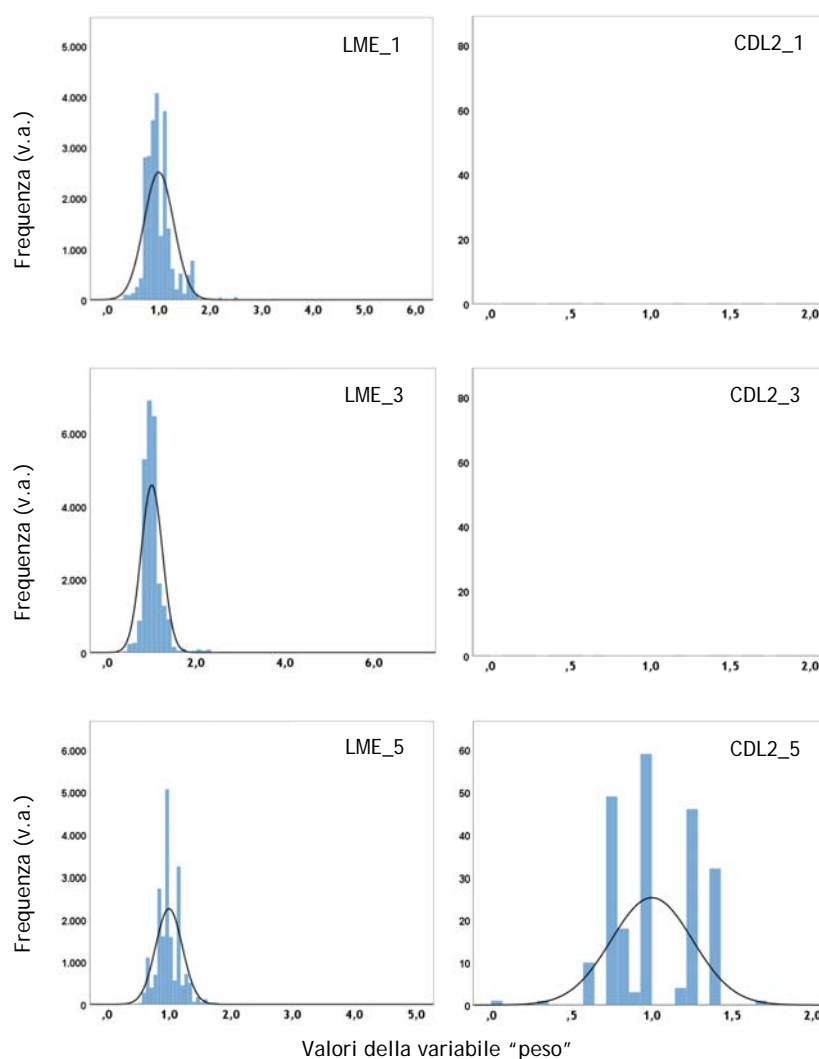 LME_1
5.000
4.000
3.000
2.000
1.000
0
,0 1,0 2,0 3,0 4,0 5,0 6,0
Frequenza (v.a.)
CDL2_1
80
60
40
20
0
,0 ,5 1,0 1,5 2,0
LME_3
6.000
4.000
2.000
0
,0 2,0 4,0 6,0
Frequenza (v.a.)
CDL2_3
80
60
40
20
0
,0 ,5 1,0 1,5 2,0
LME_5
6.000
5.000
4.000
3.000
2.000
1.000
0
,0 1,0 2,0 3,0 4,0 5,0
Frequenza (v.a.)
CDL2_5
60
50
40
30
20
10
0
,0 ,5 1,0 1,5 2,0
Valori della variabile “peso”